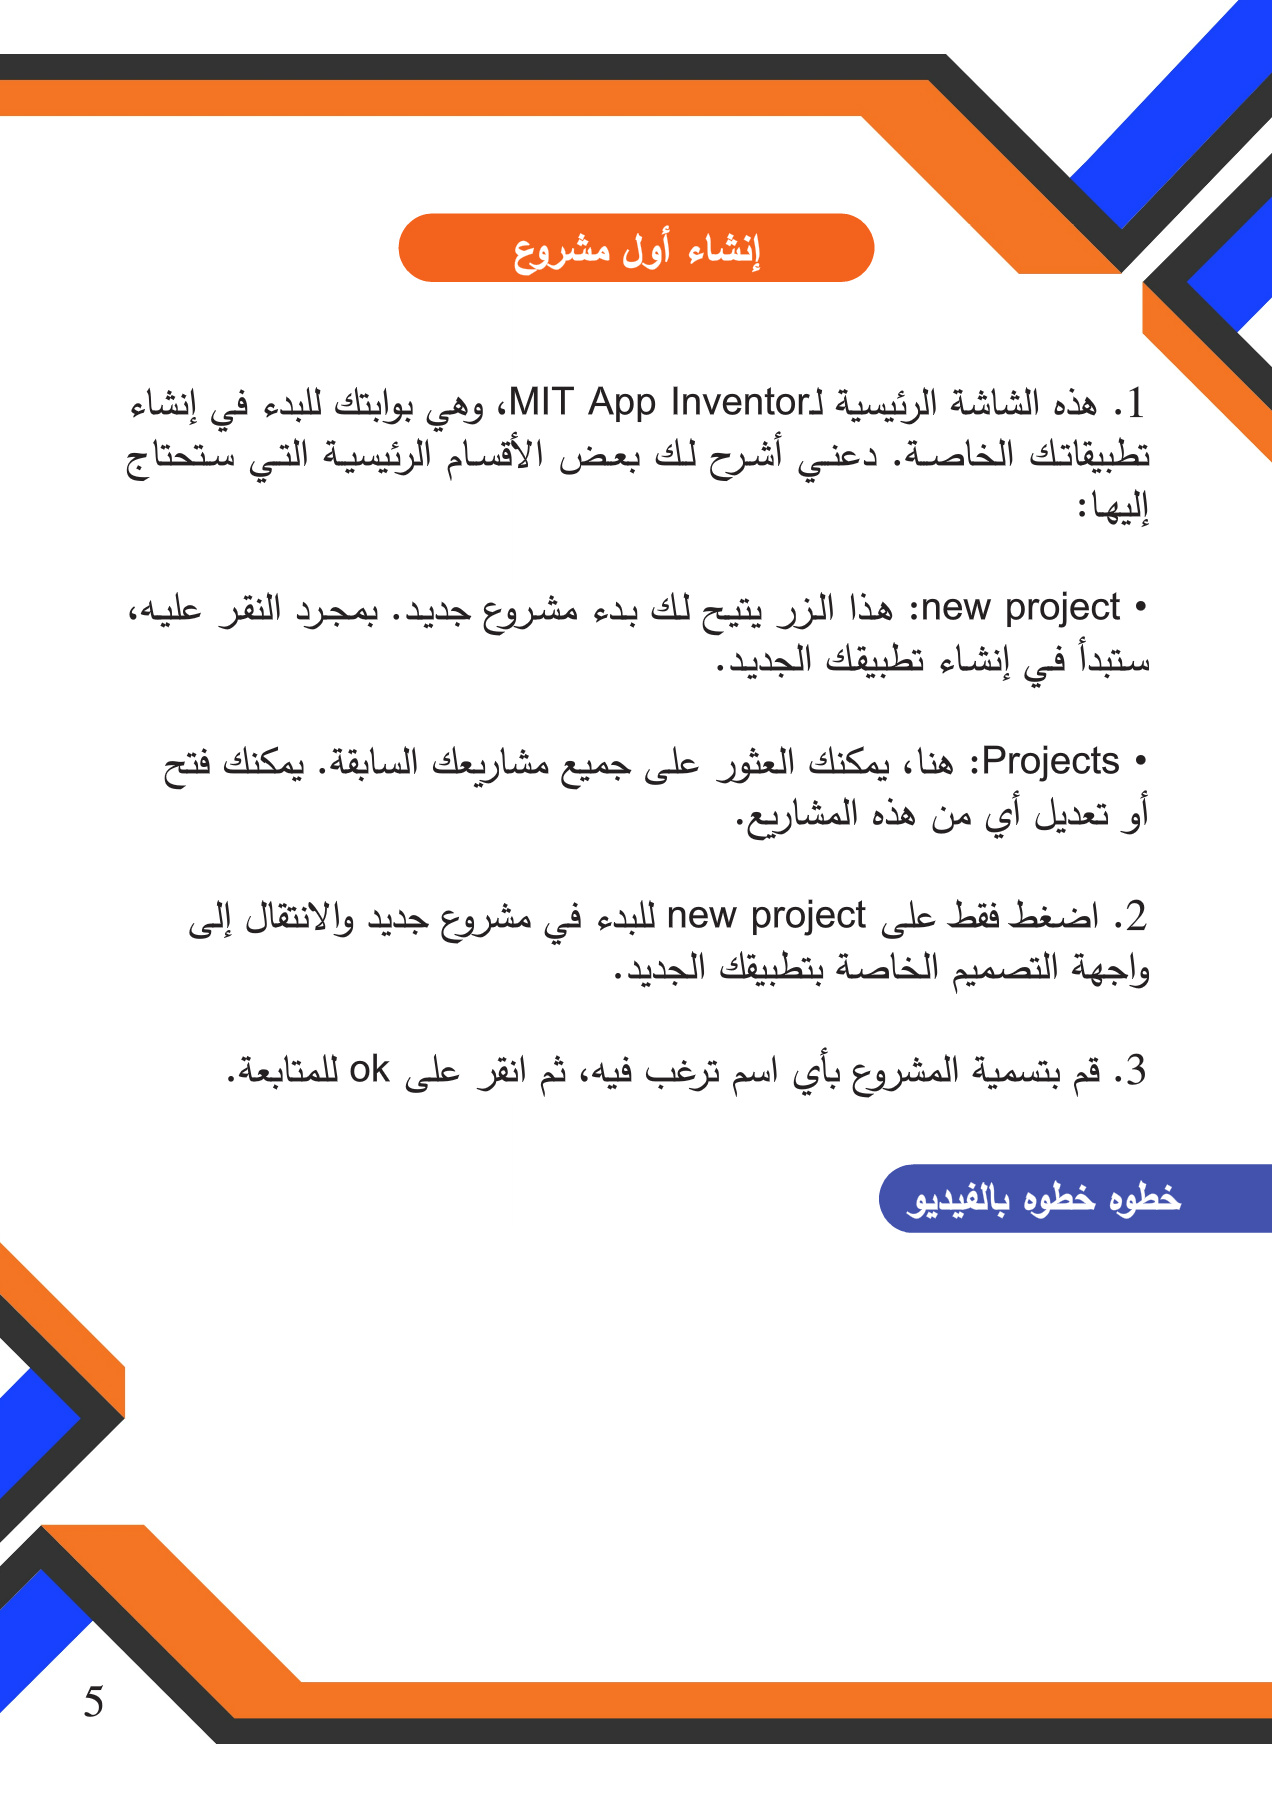 إنشاء أول مشروع
1. هذه الشاشة الرئيسية لـMIT App Inventor، وهي بوابتك للبدء في إنشاء
تطبيقاتك الخاصة. دعني أشرح لك بعض الأقسام الرئيسية التي ستحتاج
إليها:
• new project: هذا الزر يتيح لك بدء مشروع جديد. بمجرد النقر عليه،
ستبدأ في إنشاء تطبيقك الجديد.
• Projects: هنا، يمكنك العثور على جميع مشاريعك السابقة. يمكنك فتح
أو تعديل أي من هذه المشاريع.
2. اضغط فقط على new project للبدء في مشروع جديد والانتقال إلى
واجهة التصميم الخاصة بتطبيقك الجديد.
3. قم بتسمية المشروع بأي اسم ترغب فيه، ثم انقر على ok للمتابعة.
خطوه خطوه بالفيديو
5